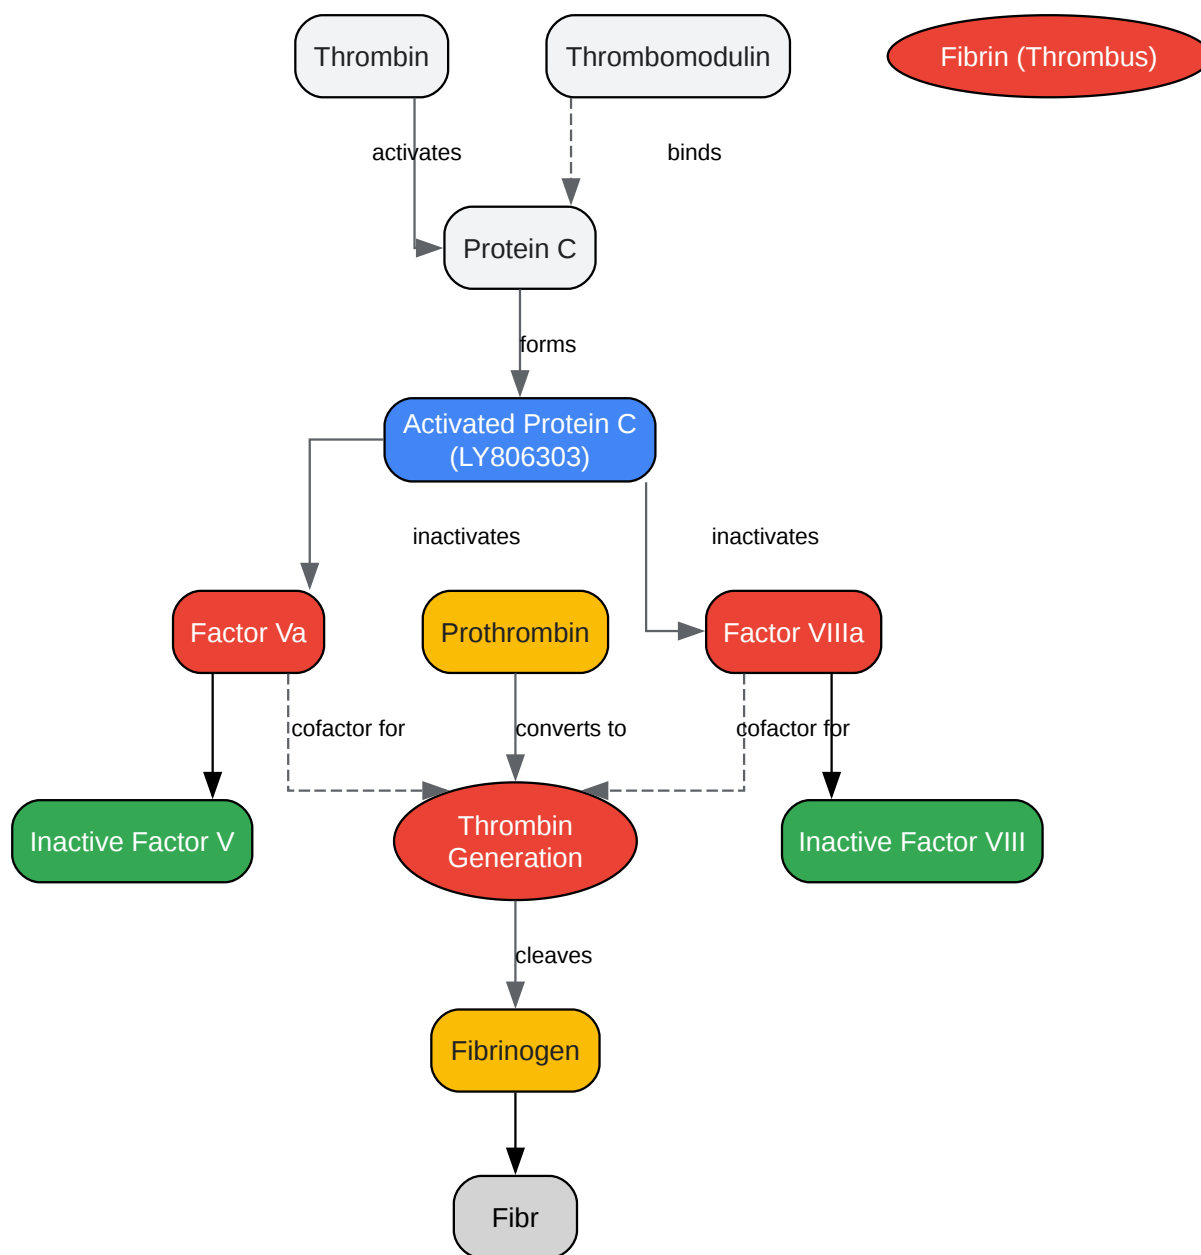 Thrombin
Thrombomodulin
Fibrin (Thrombus)
activates
binds
Protein C
forms
Activated Protein C
(LY806303)
inactivates
inactivates
Factor Va
Prothrombin
Factor VIIIa
cofactor for
converts to
cofactor for
Inactive Factor V
Thrombin
Generation
Inactive Factor VIII
cleaves
Fibrinogen
Fibr